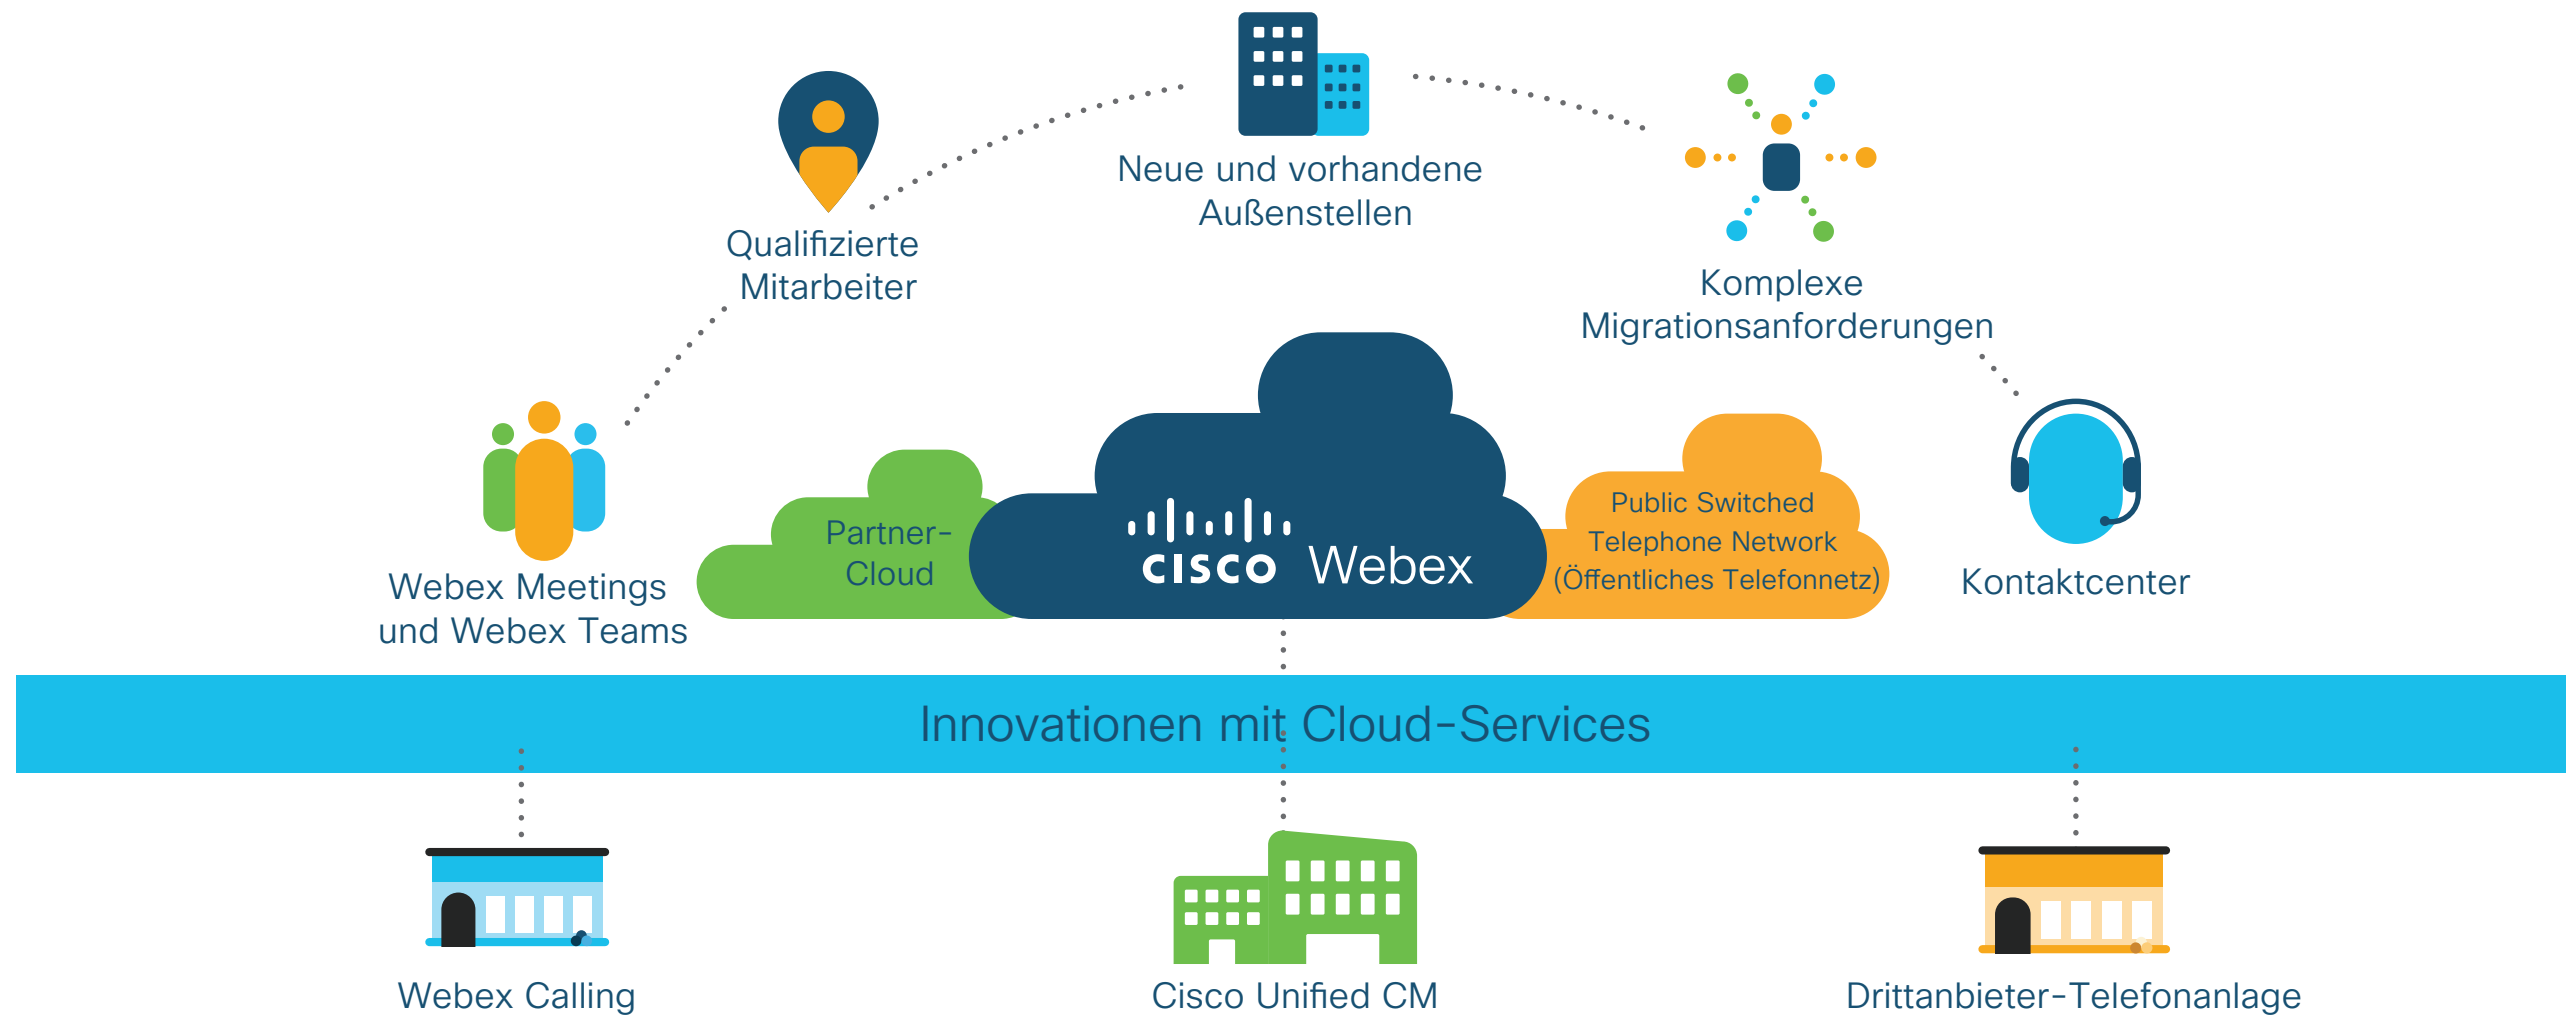 Neue und vorhandene
Außenstellen
Qualifizierte
Mitarbeiter
Komplexe
Migrationsanforderungen
Webex Meetings
und Webex Teams
Partner-
Cloud
CISCO Webex
Public Switched
Telephone Network
(Öffentliches Telefonnetz)
Kontaktcenter
Innovationen mit Cloud-Services
Webex Calling
Cisco Unified CM
Drittanbieter-Telefonanlage